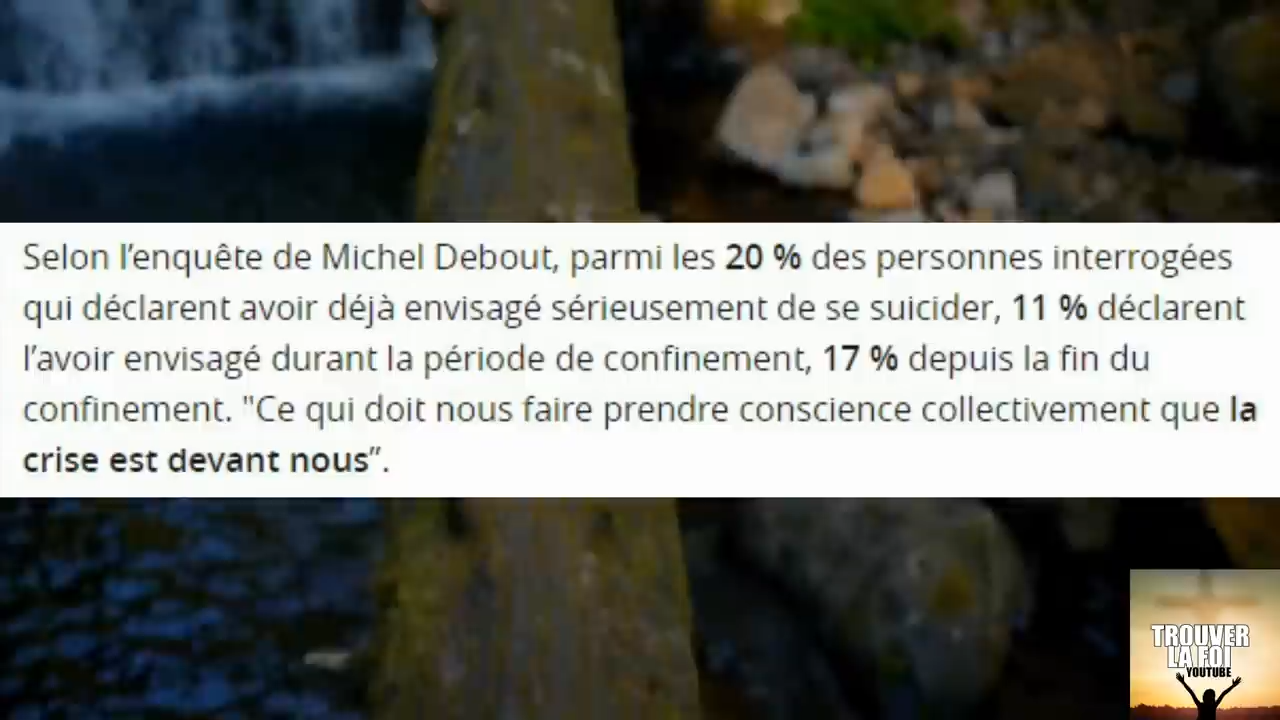 Selon l’enquête de Michel Debout, parmi les 20 % des personnes interrogées
qui déclarent avoir déjà envisagé sérieusement de se suicider, 11 % déclarent
l’avoir envisagé durant la période de confinement, 17 % depuis la fin du
confinement. "Ce qui doit nous faire prendre conscience collectivement que la
crise est devant nous”.
TROUVER
LA FOI
YOUTUBE